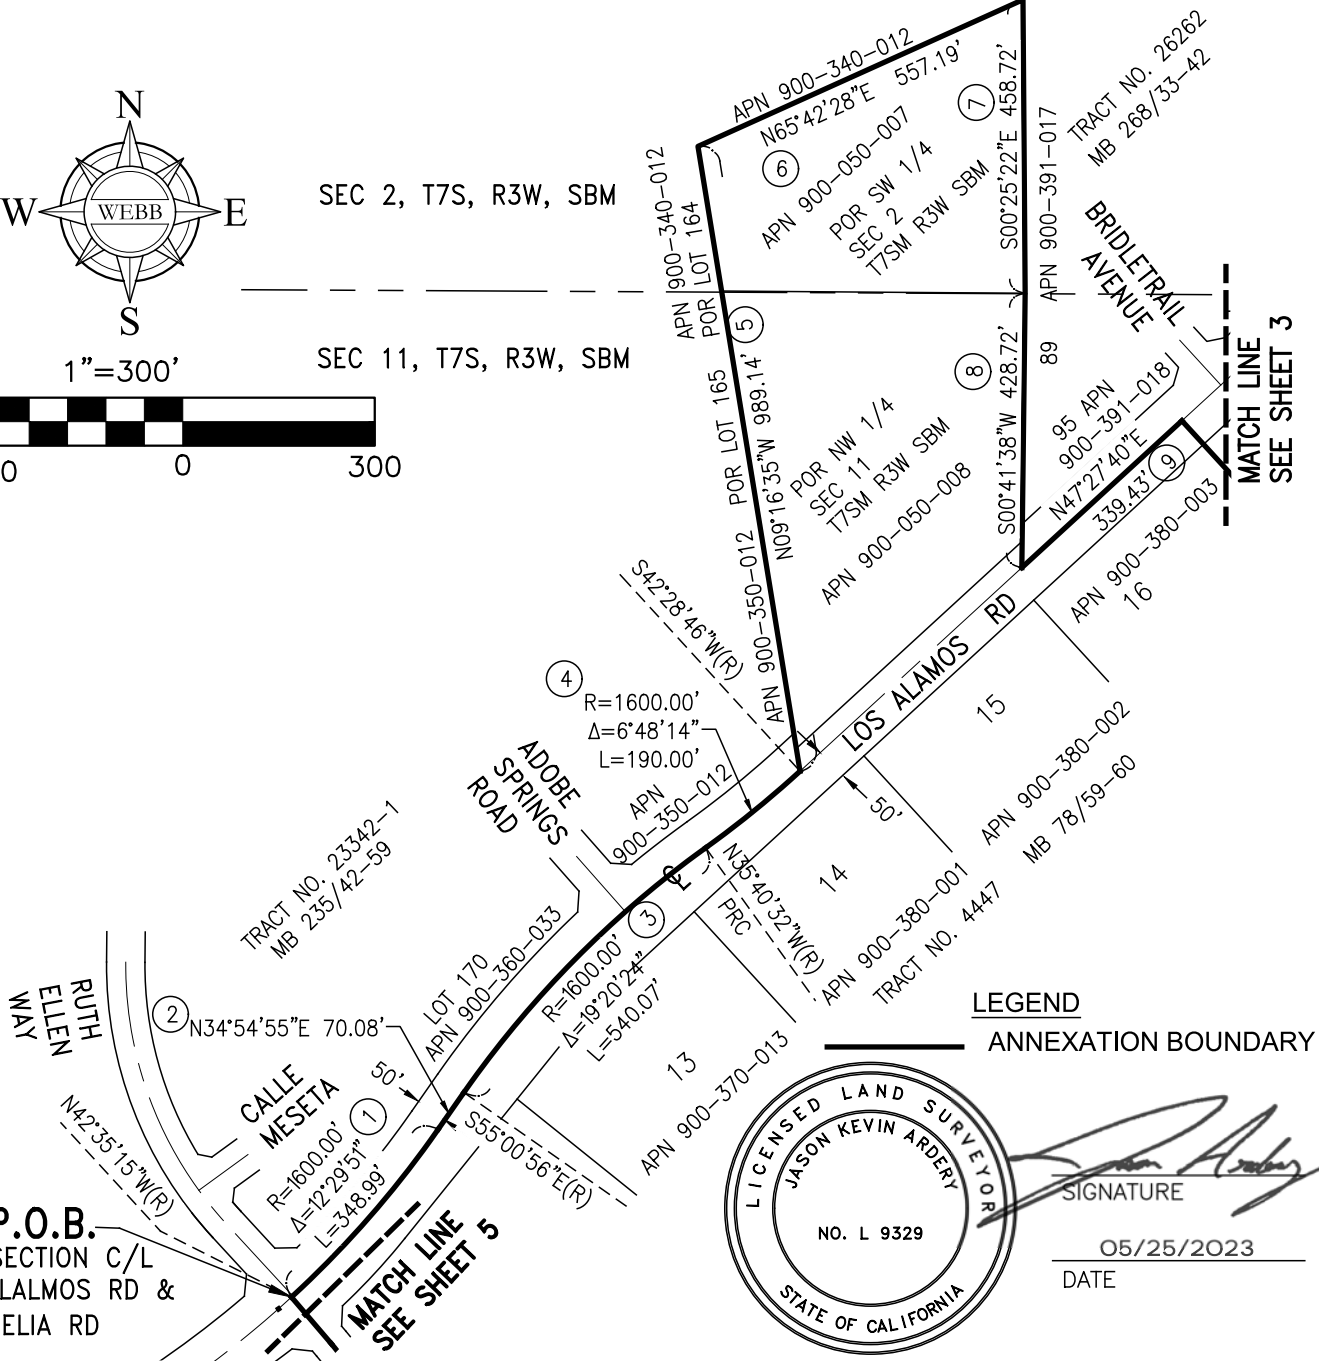 N
W
WEBB
E
S
1"=300'
0
0
300
SEC 2, T7S, R3W, SBM
SEC 11, T7S, R3W, SBM
APN 900-340-012
N65°42'28"E 557.19'
6
7
APN 900-050-007
POR SW 1/4
SEC 2
T7SM R3W SBM
S00°25'22"E 458.72'
APN 900-391-017
TRACT NO. 26262
MB 268/33-42
APN 900-340-012
POR LOT 164
5
BRIDLETRAIL
AVENUE
MATCH LINE
SEE SHEET 3
APN 900-350-012 POR LOT 165
N09°16'35"W 989.14'
POR NW 1/4
SEC 11
T7SM R3W SBM
APN 900-050-008
8
S00°41'38"W 428.72'
89
95 APN
900-391-018
N47°27'40"E
339.43'
9
APN 900-380-003
16
S42°28'46"W(R)
4
R=1600.00'
Δ=6°48'14"
L=190.00'
LOS ALAMOS RD
15
APN 900-380-002
MB 78/59-60
50'
ADOBE
SPRINGS
ROAD
APN
900-350-012
14
APN 900-380-001
TRACT NO. 4447
N35°40'32"W(R)
PRC
TRACT NO. 23342-1
MB 235/42-59
3
R=1600.00'
Δ=19°20'24"
L=540.07'
LOT 170
APN 900-360-033
13
APN 900-370-013
RUTH
ELLEN
WAY
2
N34°54'55"E 70.08'
50'
CALLE
MESETA
1
R=1600.00'
Δ=12°29'51"
L=348.99'
S55°00'56"E(R)
N42°35'15"W(R)
P.O.B.
SECTION C/L
LALMOS RD &
ELIA RD
MATCH LINE
SEE SHEET 5
LEGEND
ANNEXATION BOUNDARY
LICENSED LAND SURVEYOR
JASON KEVIN ARDERY
NO. L 9329
STATE OF CALIFORNIA
SIGNATURE
05/25/2023
DATE